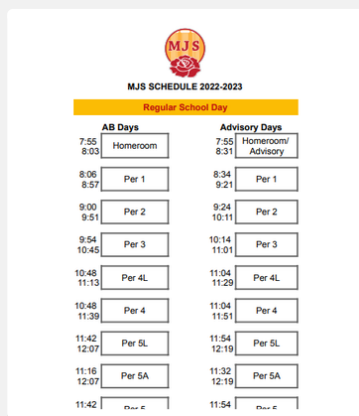 MJS
MJS SCHEDULE 2022-2023
Regular School Day
AB Days Advisory Days
7:55 8:03 Homeroom 7:55 8:31 Homeroom/ Advisory
8:06 8:57 Per 1 8:34 9:21 Per 1
9:00 9:51 Per 2 9:24 10:11 Per 2
9:54 10:45 Per 3 10:14 11:01 Per 3
10:48 11:13 Per 4L 11:04 11:29 Per 4L
10:48 11:39 Per 4 11:04 11:51 Per 4
11:42 12:07 Per 5L 11:54 12:19 Per 5L
11:16 12:07 Per 5A 11:32 12:19 Per 5A
11:42 Per 5 11:54 Per 5